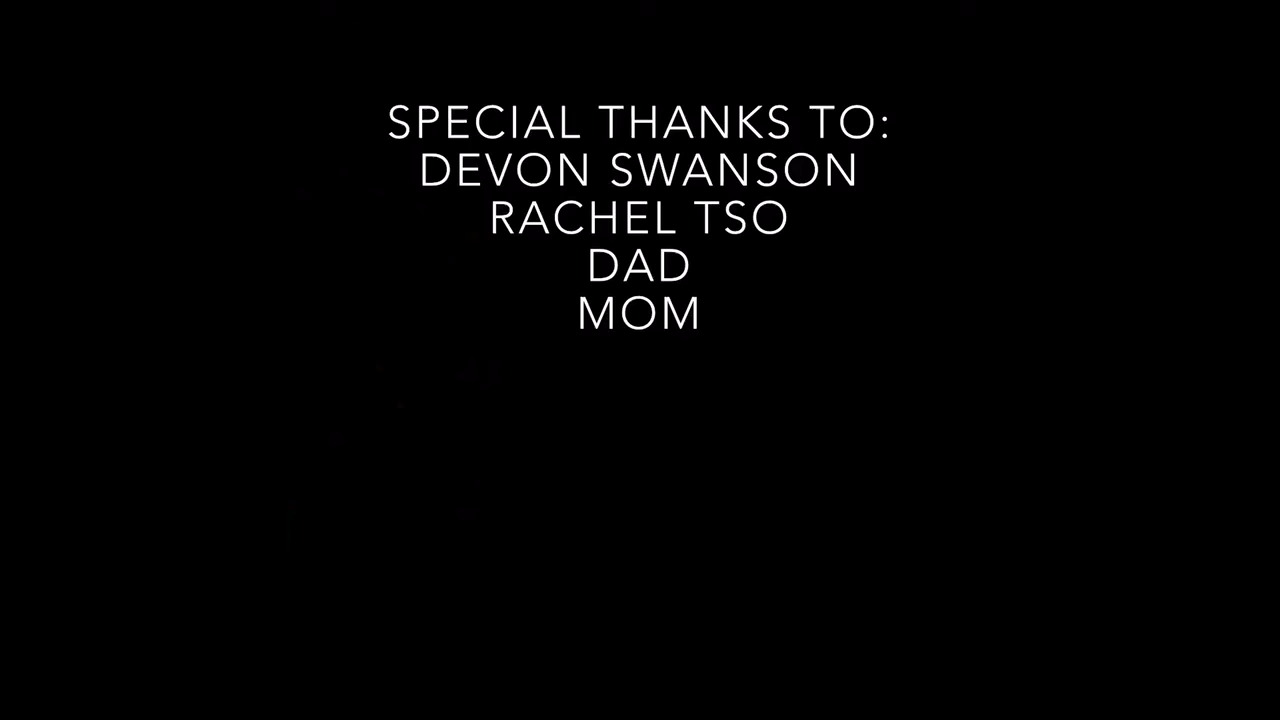 SPECIAL THANKS TO:
DEVON SWANSON
RACHEL TSO
DAD
MOM